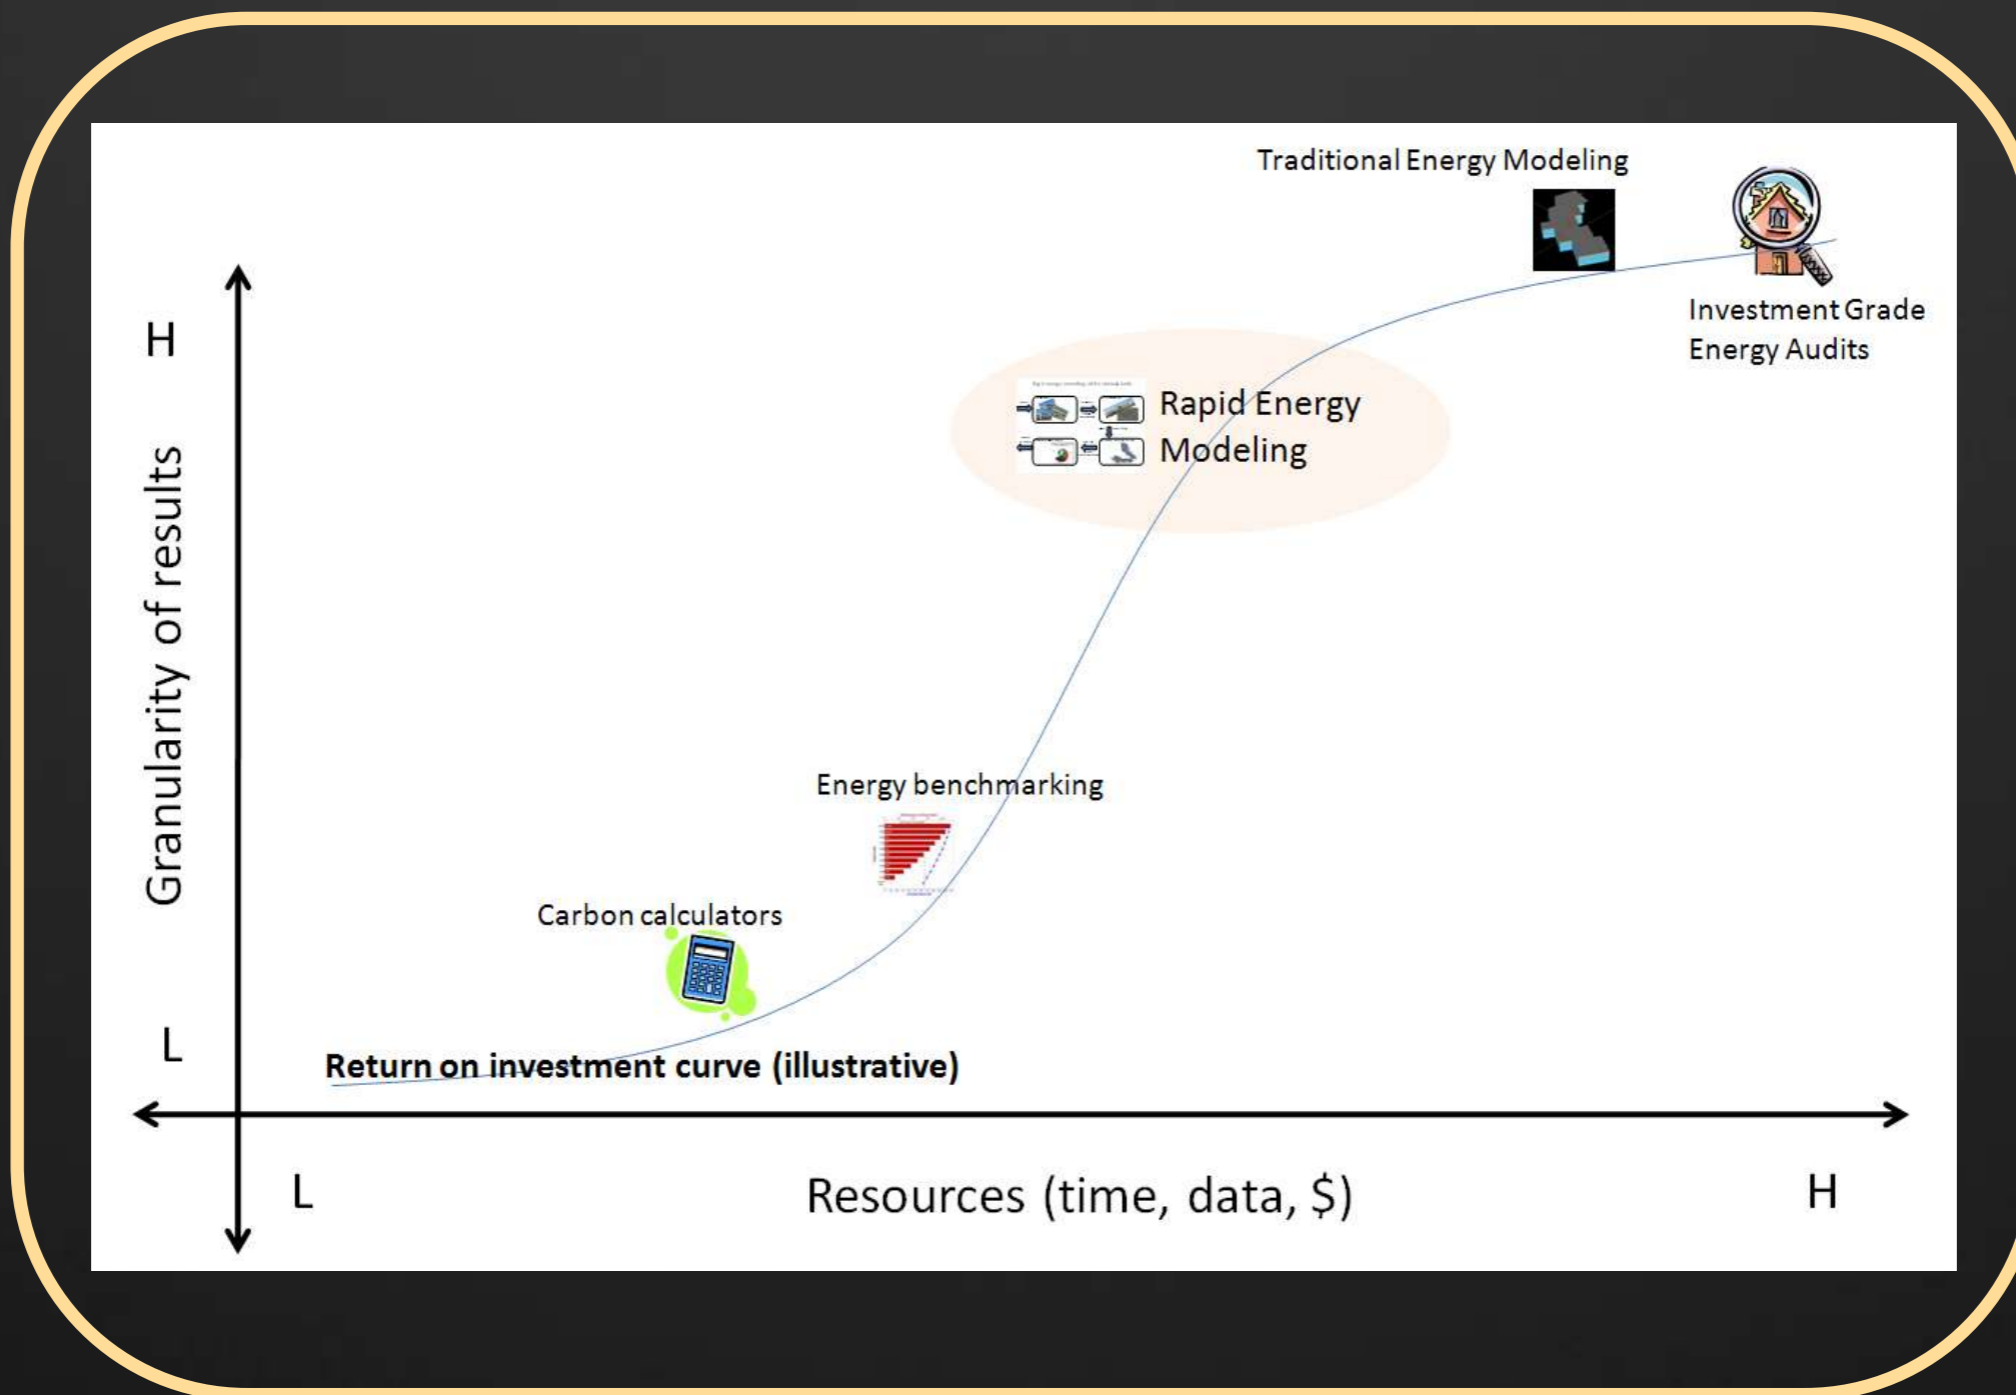 Traditional Energy Modeling
Investment Grade
Energy Audits
H
Rapid Energy
Modeling
Granularity of results
Energy benchmarking
Carbon calculators
L
Return on investment curve (illustrative)
L
Resources (time, data, $)
H